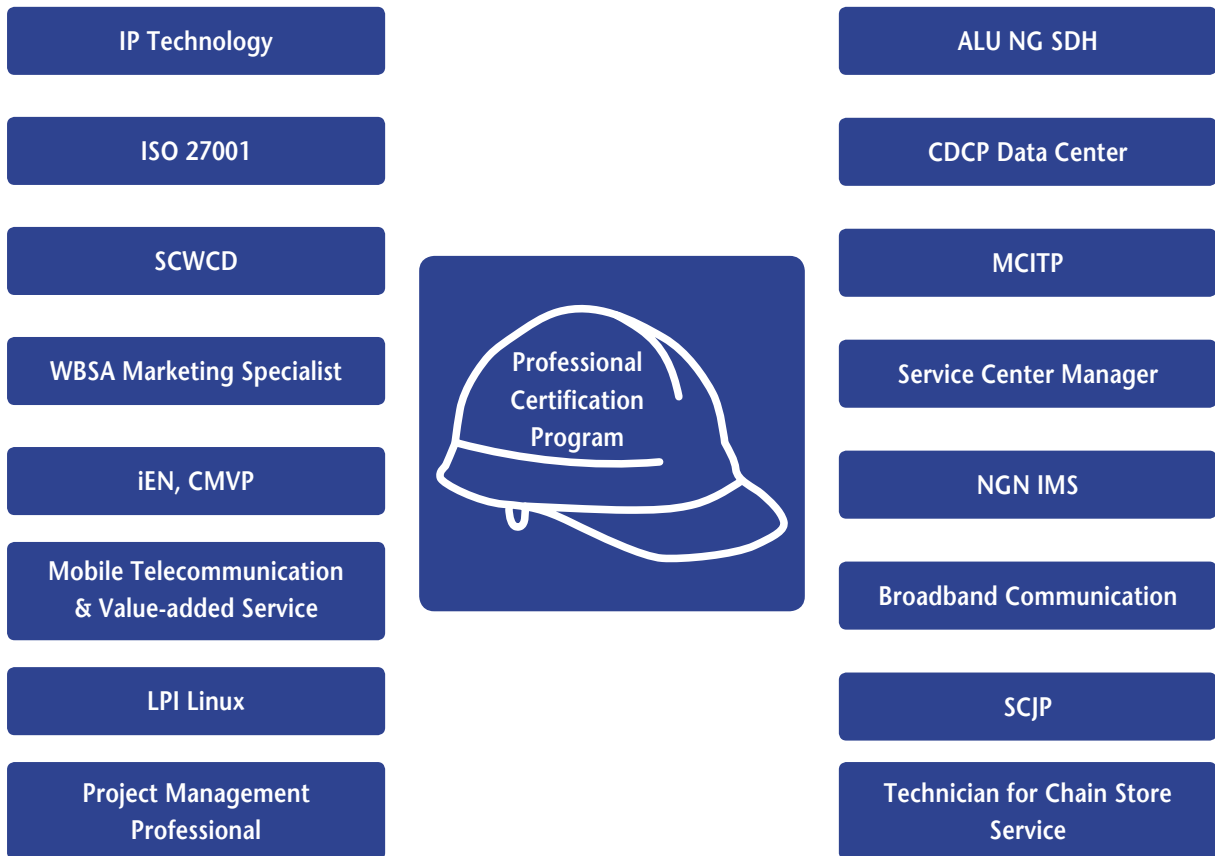 IP Technology
ISO 27001
SCWCD
WBSA Marketing Specialist
iEN, CMVP
Mobile Telecommunication
& Value-added Service
LPI Linux
Project Management
Professional
Professional
Certification
Program
ALU NG SDH
CDCP Data Center
MCITP
Service Center Manager
NGN IMS
Broadband Communication
SCJP
Technician for Chain Store
Service